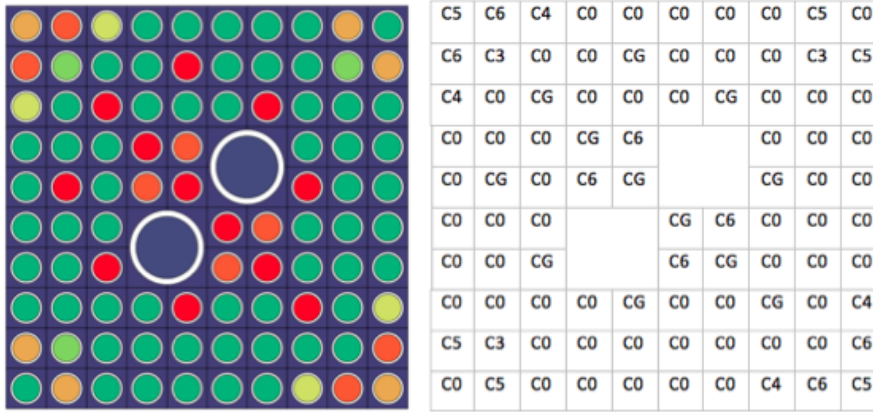 C5 C6 C4 C0 C0 C0 C0 C0 C5 C0
C6 C3 C0 C0 CG C0 C0 C0 C3 C5
C4 C0 CG C0 C0 C0 CG C0 C0 C0
C0 C0 C0 CG C6 C0 C0 C0
C0 CG C0 C6 CG CG C0 C0
C0 C0 C0 CG C6 C0 C0 C0
C0 C0 CG C6 CG C0 C0 C0
C0 C0 C0 C0 CG C0 C0 CG C0 C4
C5 C3 C0 C0 C0 C0 C0 C0 C0 C6
C0 C5 C0 C0 C0 C0 C0 C4 C6 C5